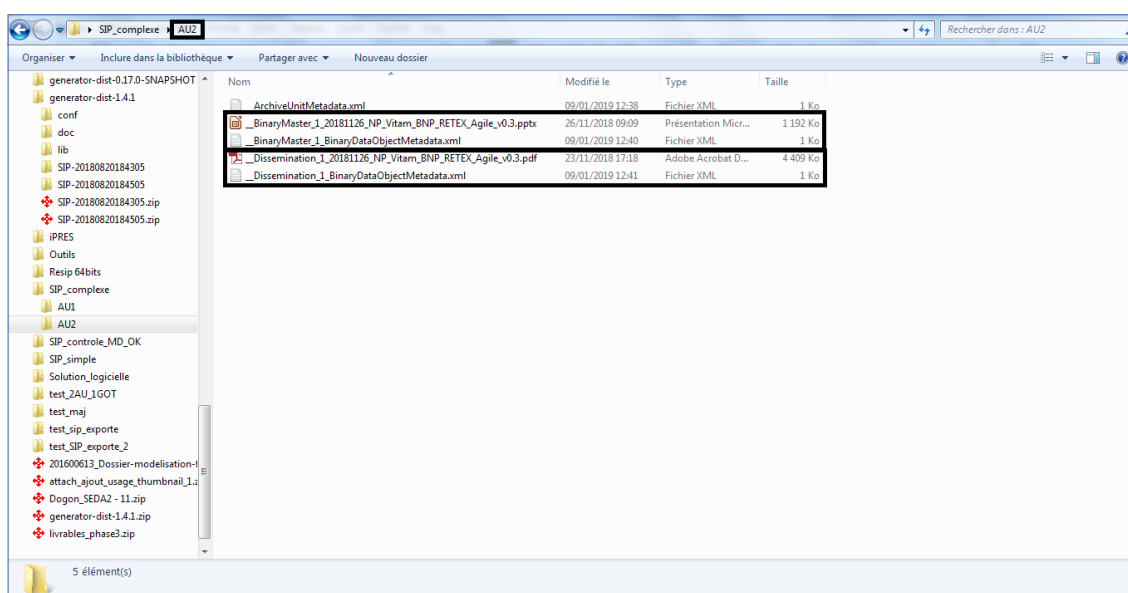 SIP_complexe AU2
Rechercher dans : AU2
Organiser Inclure dans la bibliothèque Partager avec Nouveau dossier
generator-dist-0.17.0-SNAPSHOT
generator-dist-1.4.1
conf
doc
lib
SIP-20180820184305
SIP-20180820184505
SIP-20180820184305.zip
SIP-20180820184505.zip
iPRES
Outils
Resip 64bits
SIP_complexe
AU1
AU2
SIP_controle_MD_OK
SIP_simple
Solution_logicielle
test_2AU_1GOT
test_maj
test_sip_exporte
test_SIP_exporte_2
201600613_Dossier-modelisation-
attach_ajout_usage_thumbnail_1.
Dogon_SEDA2 - 11.zip
generator-dist-1.4.1.zip
livrables_phase3.zip
Nom Modifié le Type Taille
__ArchiveUnitMetadata.xml 09/01/2019 12:38 Fichier XML 1 Ko
__BinaryMaster_1_20181126_NP_Vitam_BNP_RETEX_Agile_v0.3.pptx 26/11/2018 09:09 Présentation Micr... 1 192 Ko
__BinaryMaster_1_BinaryDataObjectMetadata.xml 09/01/2019 12:40 Fichier XML 1 Ko
__Dissemination_1_20181126_NP_Vitam_BNP_RETEX_Agile_v0.3.pdf 23/11/2018 17:18 Adobe Acrobat D... 4 409 Ko
__Dissemination_1_BinaryDataObjectMetadata.xml 09/01/2019 12:41 Fichier XML 1 Ko
5 élément(s)